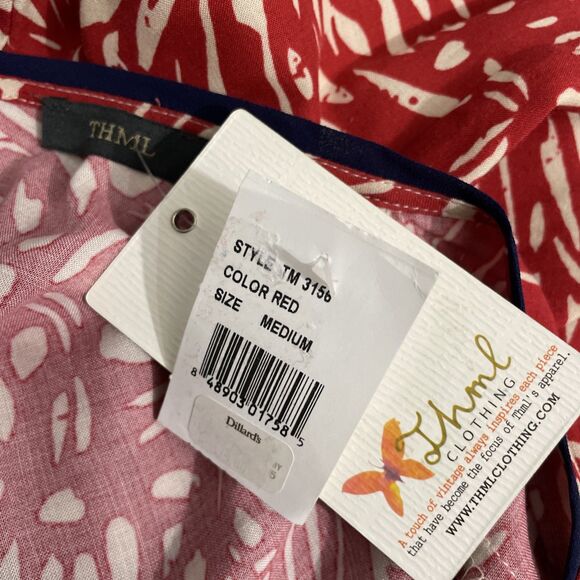 THML
STYLE TM 3156
COLOR RED
SIZE MEDIUM
8 48903 01758 5
Dillard's
Thml
CLOTHING
A touch of vintage always inspires each piece
that have become the focus of Thml's apparel.
WWW.THMLCLOTHING.COM